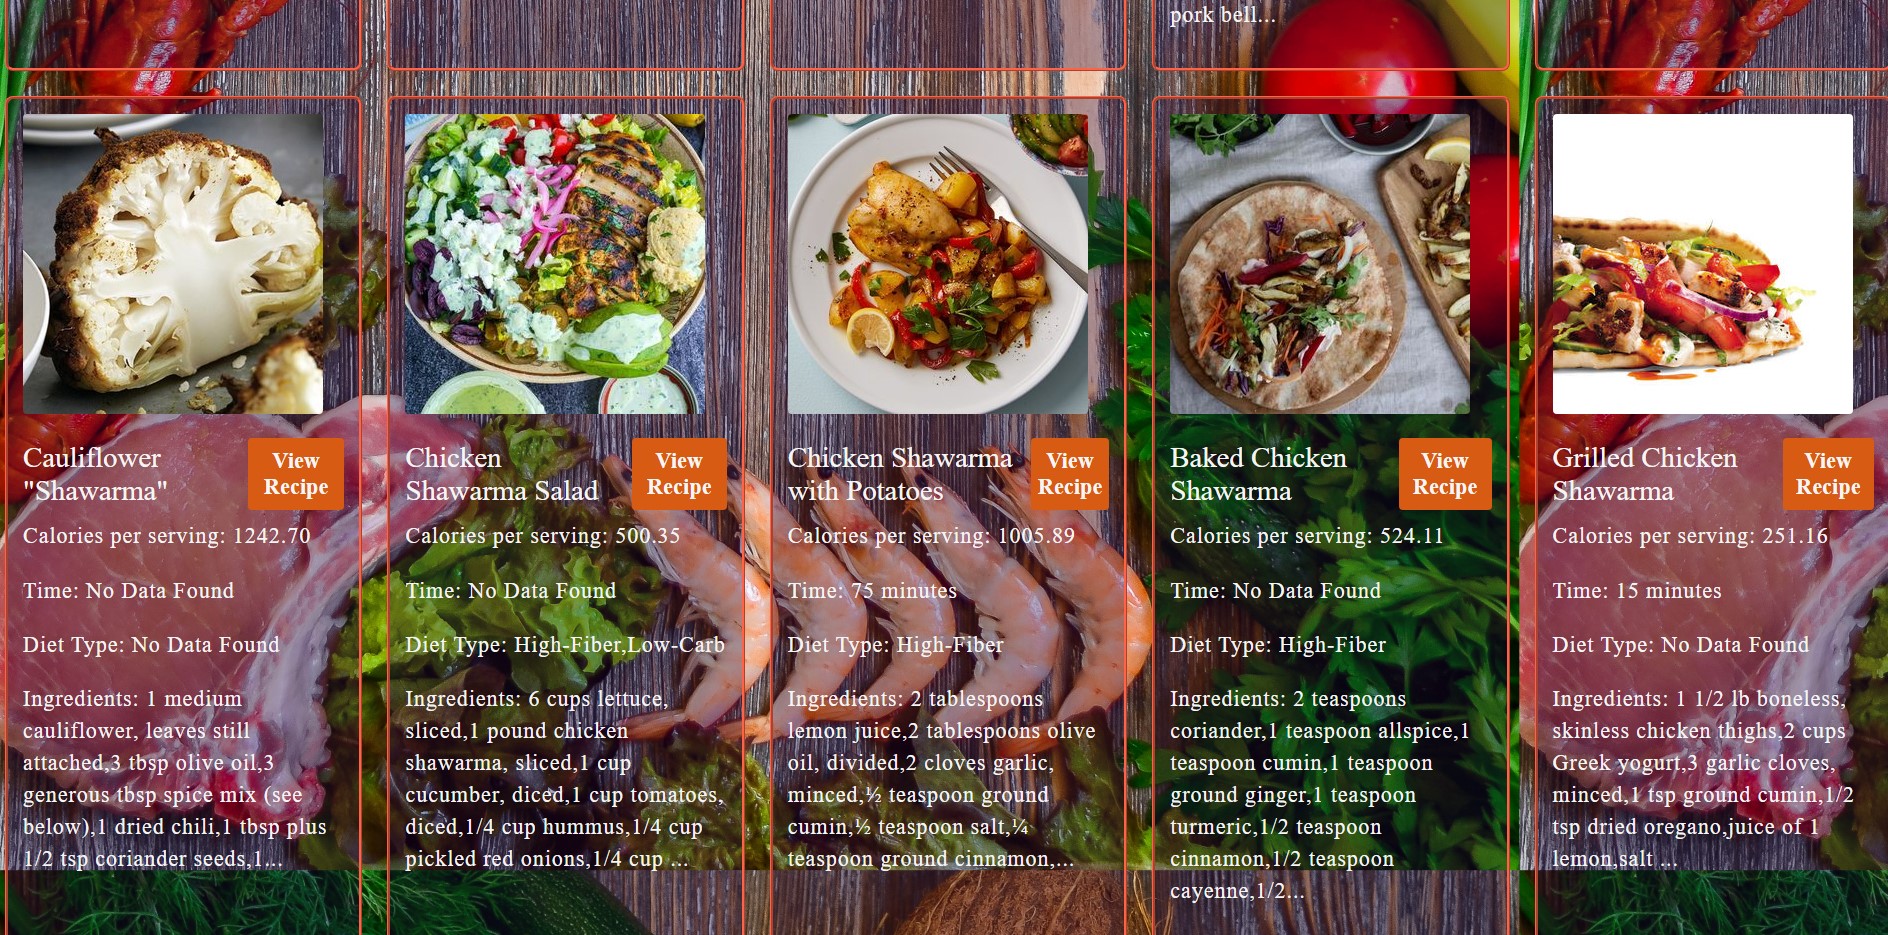 pork bell...
Cauliflower
"Shawarma"
View
Recipe
Calories per serving: 1242.70
Time: No Data Found
Diet Type: No Data Found
Ingredients: 1 medium
cauliflower, leaves still
attached,3 tbsp olive oil,3
generous tbsp spice mix (see
below),1 dried chili,1 tbsp plus
1/2 tsp coriander seeds,1...
Chicken
Shawarma Salad
View
Recipe
Calories per serving: 500.35
Time: No Data Found
Diet Type: High-Fiber,Low-Carb
Ingredients: 6 cups lettuce,
sliced,1 pound chicken
shawarma, sliced,1 cup
cucumber, diced,1 cup tomatoes,
diced,1/4 cup hummus,1/4 cup
pickled red onions,1/4 cup ...
Chicken Shawarma
with Potatoes
View
Recipe
Calories per serving: 1005.89
Time: 75 minutes
Diet Type: High-Fiber
Ingredients: 2 tablespoons
lemon juice,2 tablespoons olive
oil, divided,2 cloves garlic,
minced,½ teaspoon ground
cumin,½ teaspoon salt,¼
teaspoon ground cinnamon,...
Baked Chicken
Shawarma
View
Recipe
Calories per serving: 524.11
Time: No Data Found
Diet Type: High-Fiber
Ingredients: 2 teaspoons
coriander,1 teaspoon allspice,1
teaspoon cumin,1 teaspoon
ground ginger,1 teaspoon
turmeric,1/2 teaspoon
cinnamon,1/2 teaspoon
cayenne,1/2...
Grilled Chicken
Shawarma
View
Recipe
Calories per serving: 251.16
Time: 15 minutes
Diet Type: No Data Found
Ingredients: 1 1/2 lb boneless,
skinless chicken thighs,2 cups
Greek yogurt,3 garlic cloves,
minced,1 tsp ground cumin,1/2
tsp dried oregano,juice of 1
lemon,salt ...